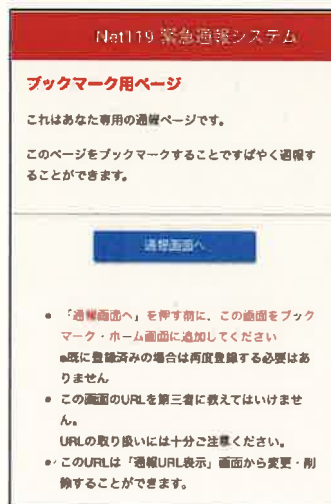 Net119 緊急通報システム
ブックマーク用ページ
これはあなた専用の通報ページです。
このページをブックマークすることですばやく通報す
ることができます。
通報画面へ
● 「通報画面へ」を押す前に、この画面をブック
マーク・ホーム画面に追加してください
※既に登録済みの場合は再度登録する必要はあ
りません
● この画面のURLを第三者に教えてはいけませ
ん。
URLの取り扱いには十分ご注意ください。
● このURLは「通報URL表示」画面から変更・削
除することができます。